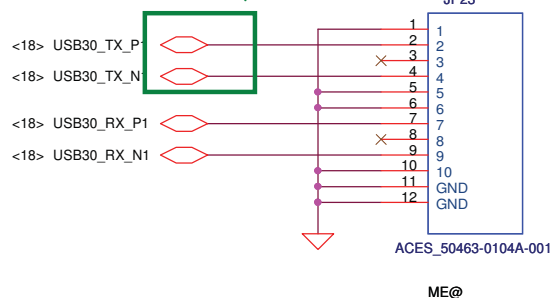 JP23
1 1
<18> USB30_TX_P1 2 2
3 3
<18> USB30_TX_N1 4 4
5 5
6 6
<18> USB30_RX_P1 7 7
8 8
<18> USB30_RX_N1 9 9
10 10
11 GND
12 GND
ACES_50463-0104A-001
ME@